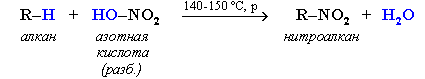 140-150 °C, p
R–H + HO–NO₂ → R–NO₂ + H₂O
алкан азотная кислота (разб.) нитроалкан